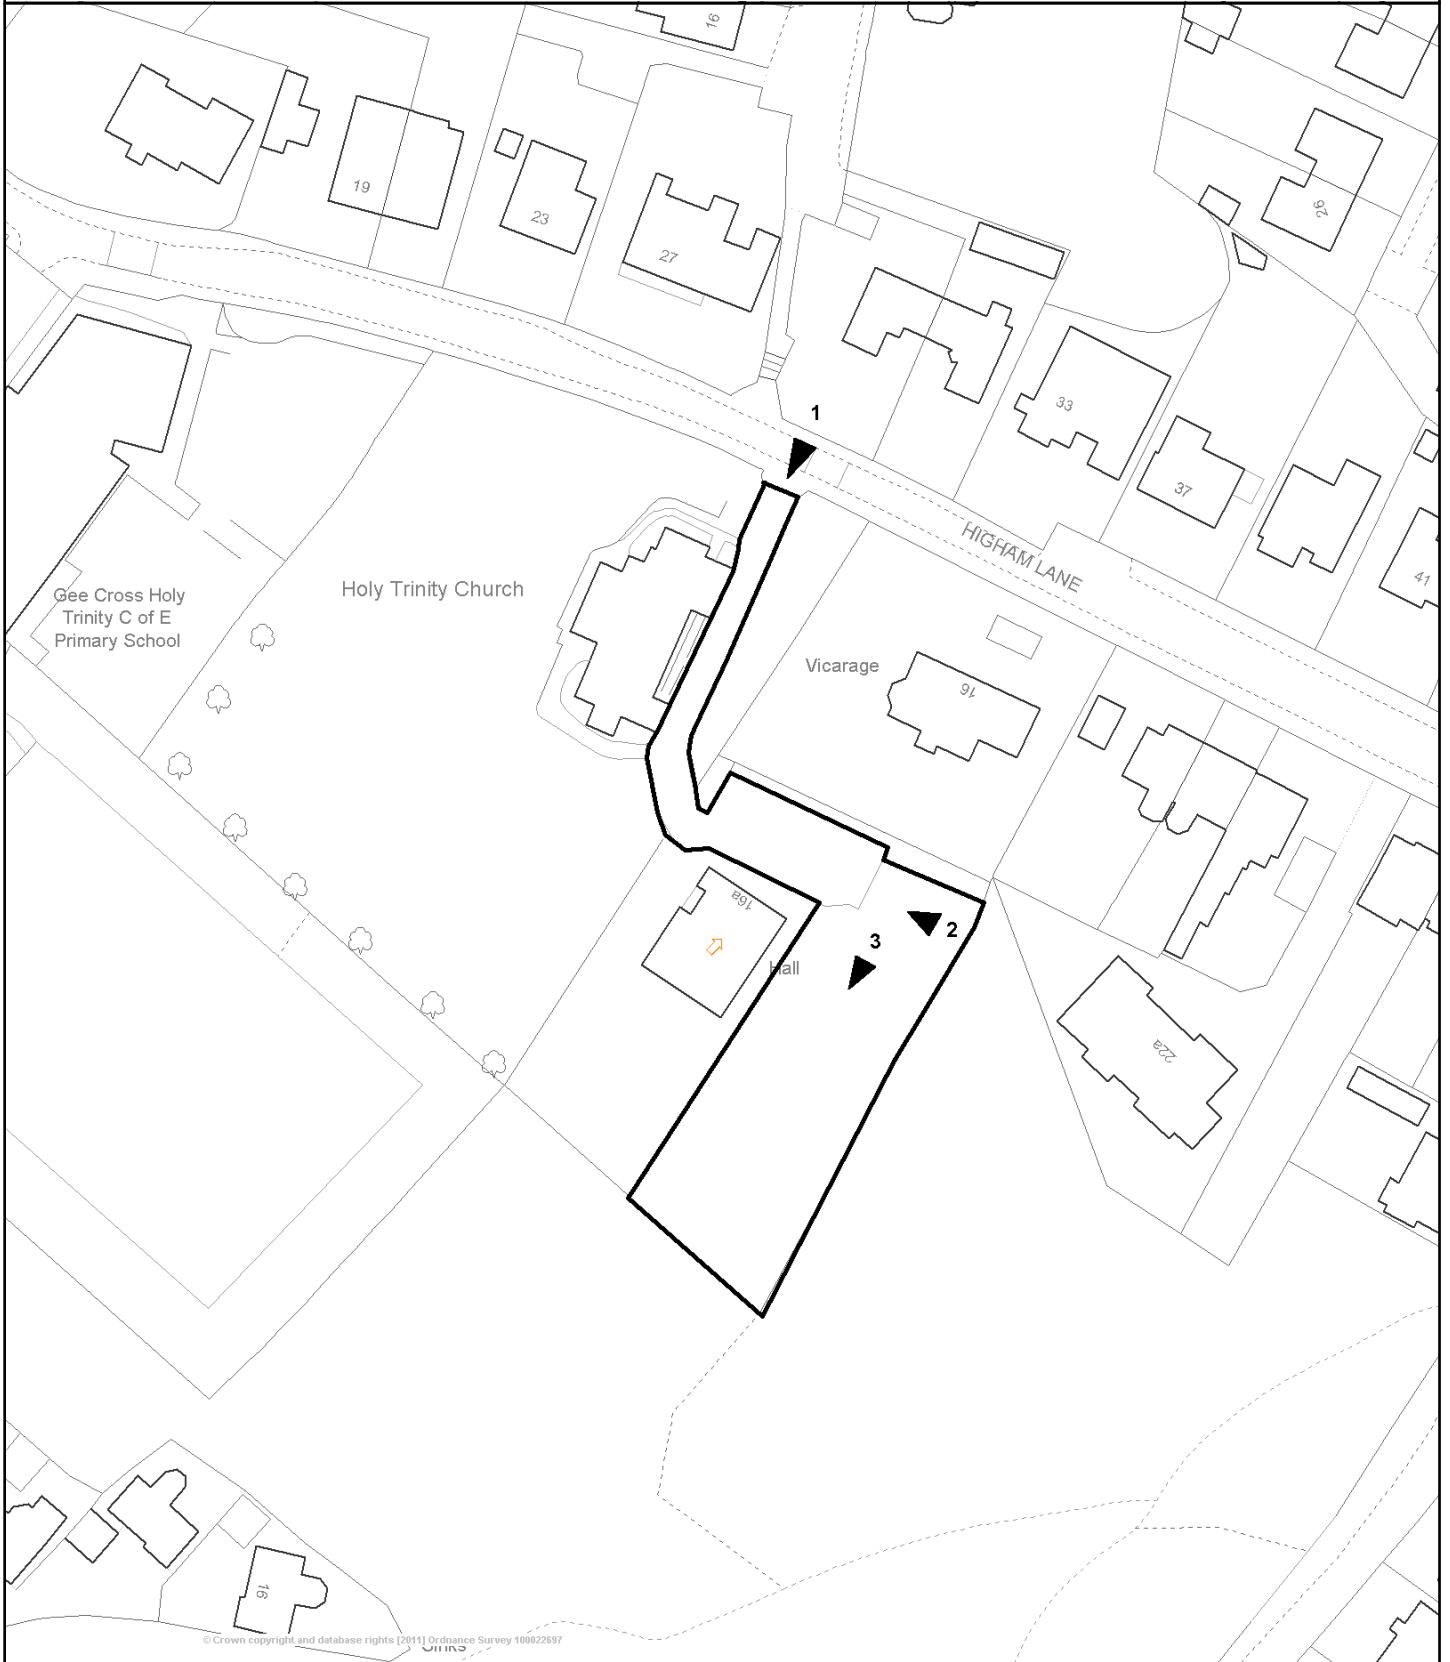 16
19
23
27
26
33
37
41
1
HIGHAM LANE
Holy Trinity Church
Gee Cross Holy
Trinity C of E
Primary School
Vicarage
16
16a
2
3
Hall
22a
16
© Crown copyright and database rights [2011] Ordnance Survey 100022697